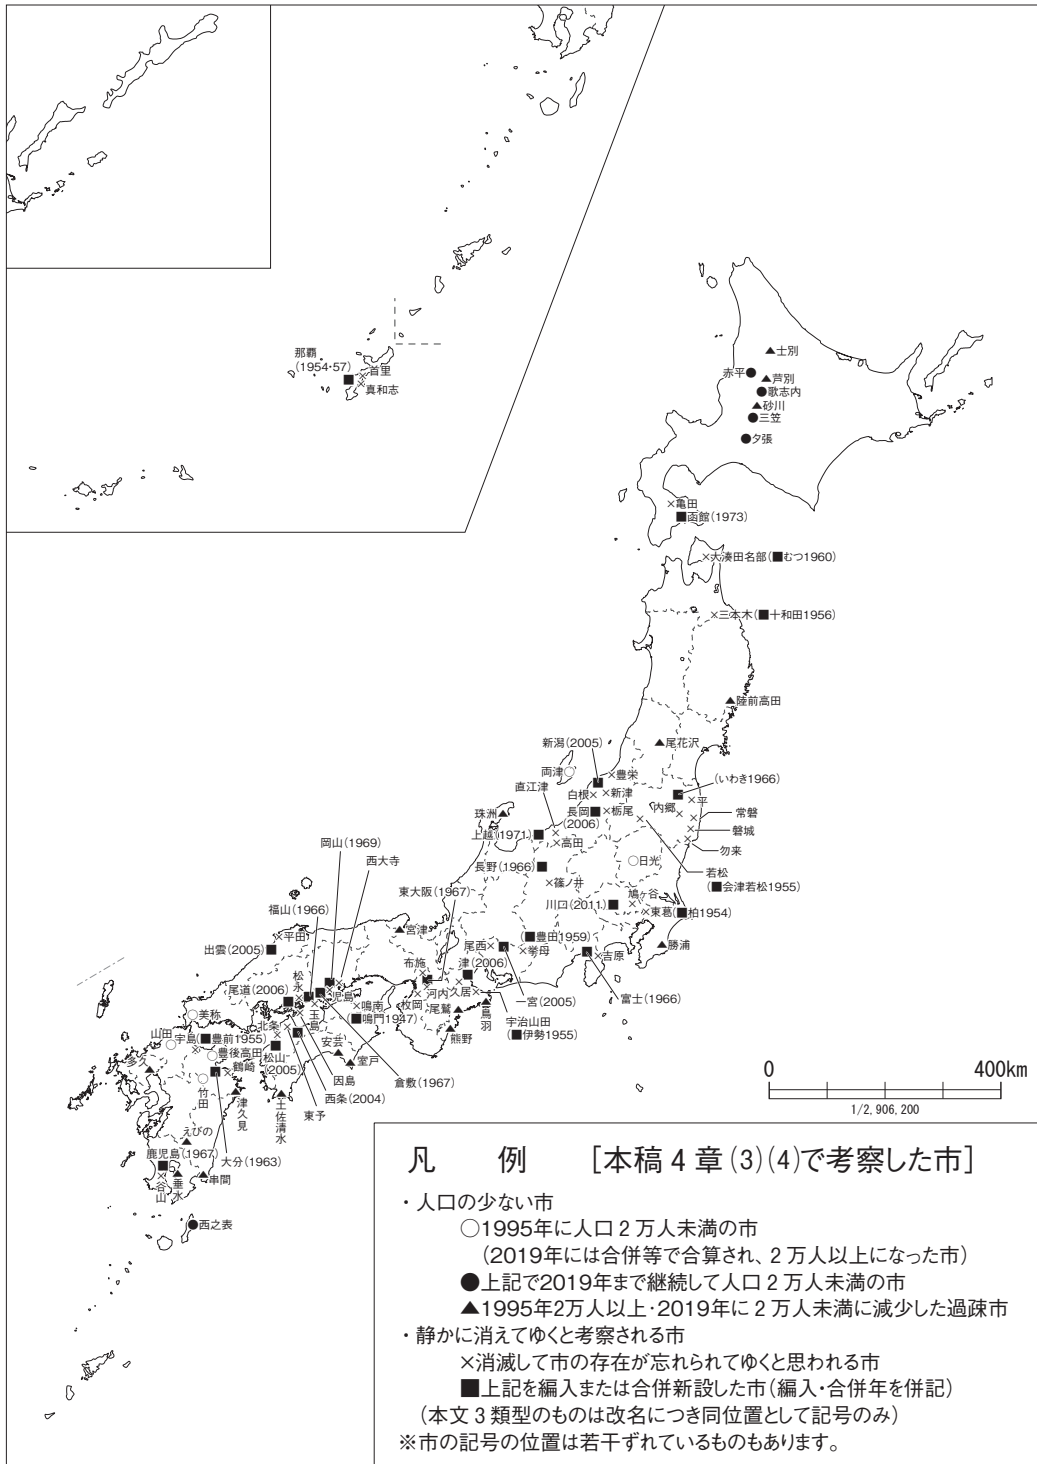 那覇
(1954・57)
首里
真和志
士別
赤平
芦別
歌志内
砂川
三笠
夕張
×亀田
■函館(1973)
×大湊田名部(■むつ1960)
×三本木(■十和田1956)
陸前高田
尾花沢
新潟(2005)
両津
豊栄
(いわき1966)
直江津
白根
新津
内郷
平
常磐
長岡
(2006)
栃尾
磐城
珠洲
上越(1971)
高田
勿来
岡山(1969)
日光
西大寺
長野(1966)
若松
(■会津若松1955)
篠ノ井
東大阪(1967)
鳩ヶ谷
川口(2011)
東葛(■柏1954)
福山(1966)
宮津
平田
(■豊田1959)
尾西
挙母
勝浦
出雲(2005)
布施
津(2006)
吉原
松永
尾道(2006)
児島
河内
久居
枚岡
一宮(2005)
富士(1966)
玉島
鳴南
尾鷲
鳥羽
美祢
■鳴門1947)
宇治山田
(■伊勢1955)
北条
熊野
山田
宇島(■豊前1955)
安芸
室戸
豊後高田
松山
(2005)
因島
倉敷(1967)
多久
鶴崎
西条(2004)
竹田
津久見
土佐清水
東予
えびの
鹿児島(1967)
大分(1963)
谷山
垂水
串間
西之表
0
400km
1/2,906,200
凡 例 [本稿4章(3)(4)で考察した市]
・人口の少ない市
○1995年に人口2万人未満の市
(2019年には合併等で合算され、2万人以上になった市)
●上記で2019年まで継続して人口2万人未満の市
▲1995年2万人以上・2019年に2万人未満に減少した過疎市
・静かに消えてゆくと考察される市
×消滅して市の存在が忘れられてゆくと思われる市
■上記を編入または合併新設した市(編入・合併年を併記)
(本文3類型のものは改名につき同位置として記号のみ)
※市の記号の位置は若干ずれているものもあります。